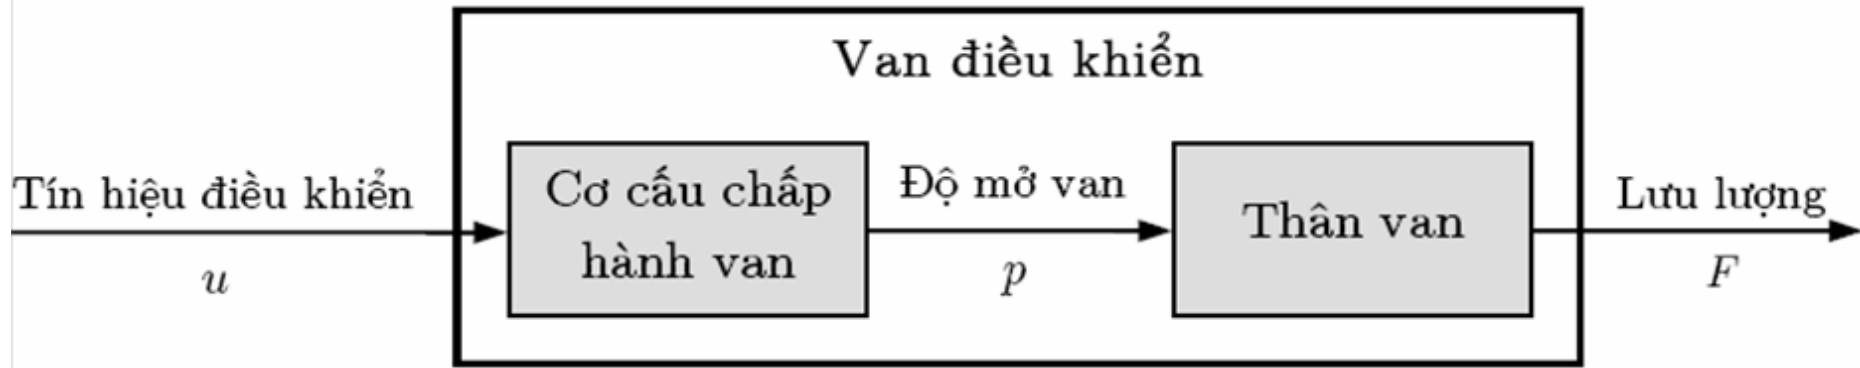 Van điều khiển
Tín hiệu điều khiển
u
Cơ cấu chấp
hành van
Độ mở van
p
Thân van
Lưu lượng
F